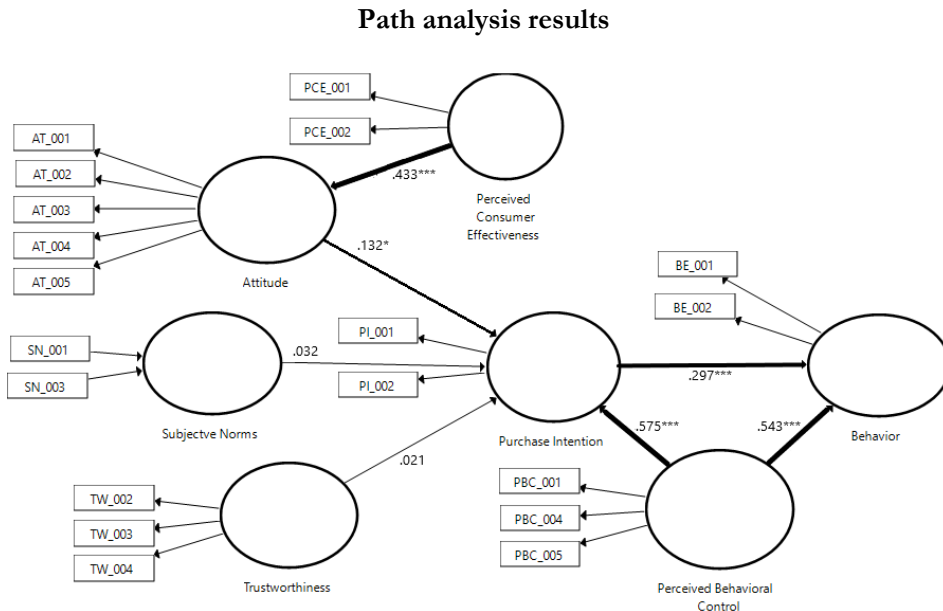 Path analysis results
PCE_001
PCE_002
.433***
Perceived
Consumer
Effectiveness
AT_001
AT_002
AT_003
AT_004
AT_005
Attitude
.132*
BE_001
BE_002
SN_001
SN_003
.032
Subjectve Norms
PI_001
PI_002
Purchase Intention
.297***
Behavior
.575***
.543***
.021
TW_002
TW_003
TW_004
Trustworthiness
PBC_001
PBC_004
PBC_005
Perceived Behavioral
Control